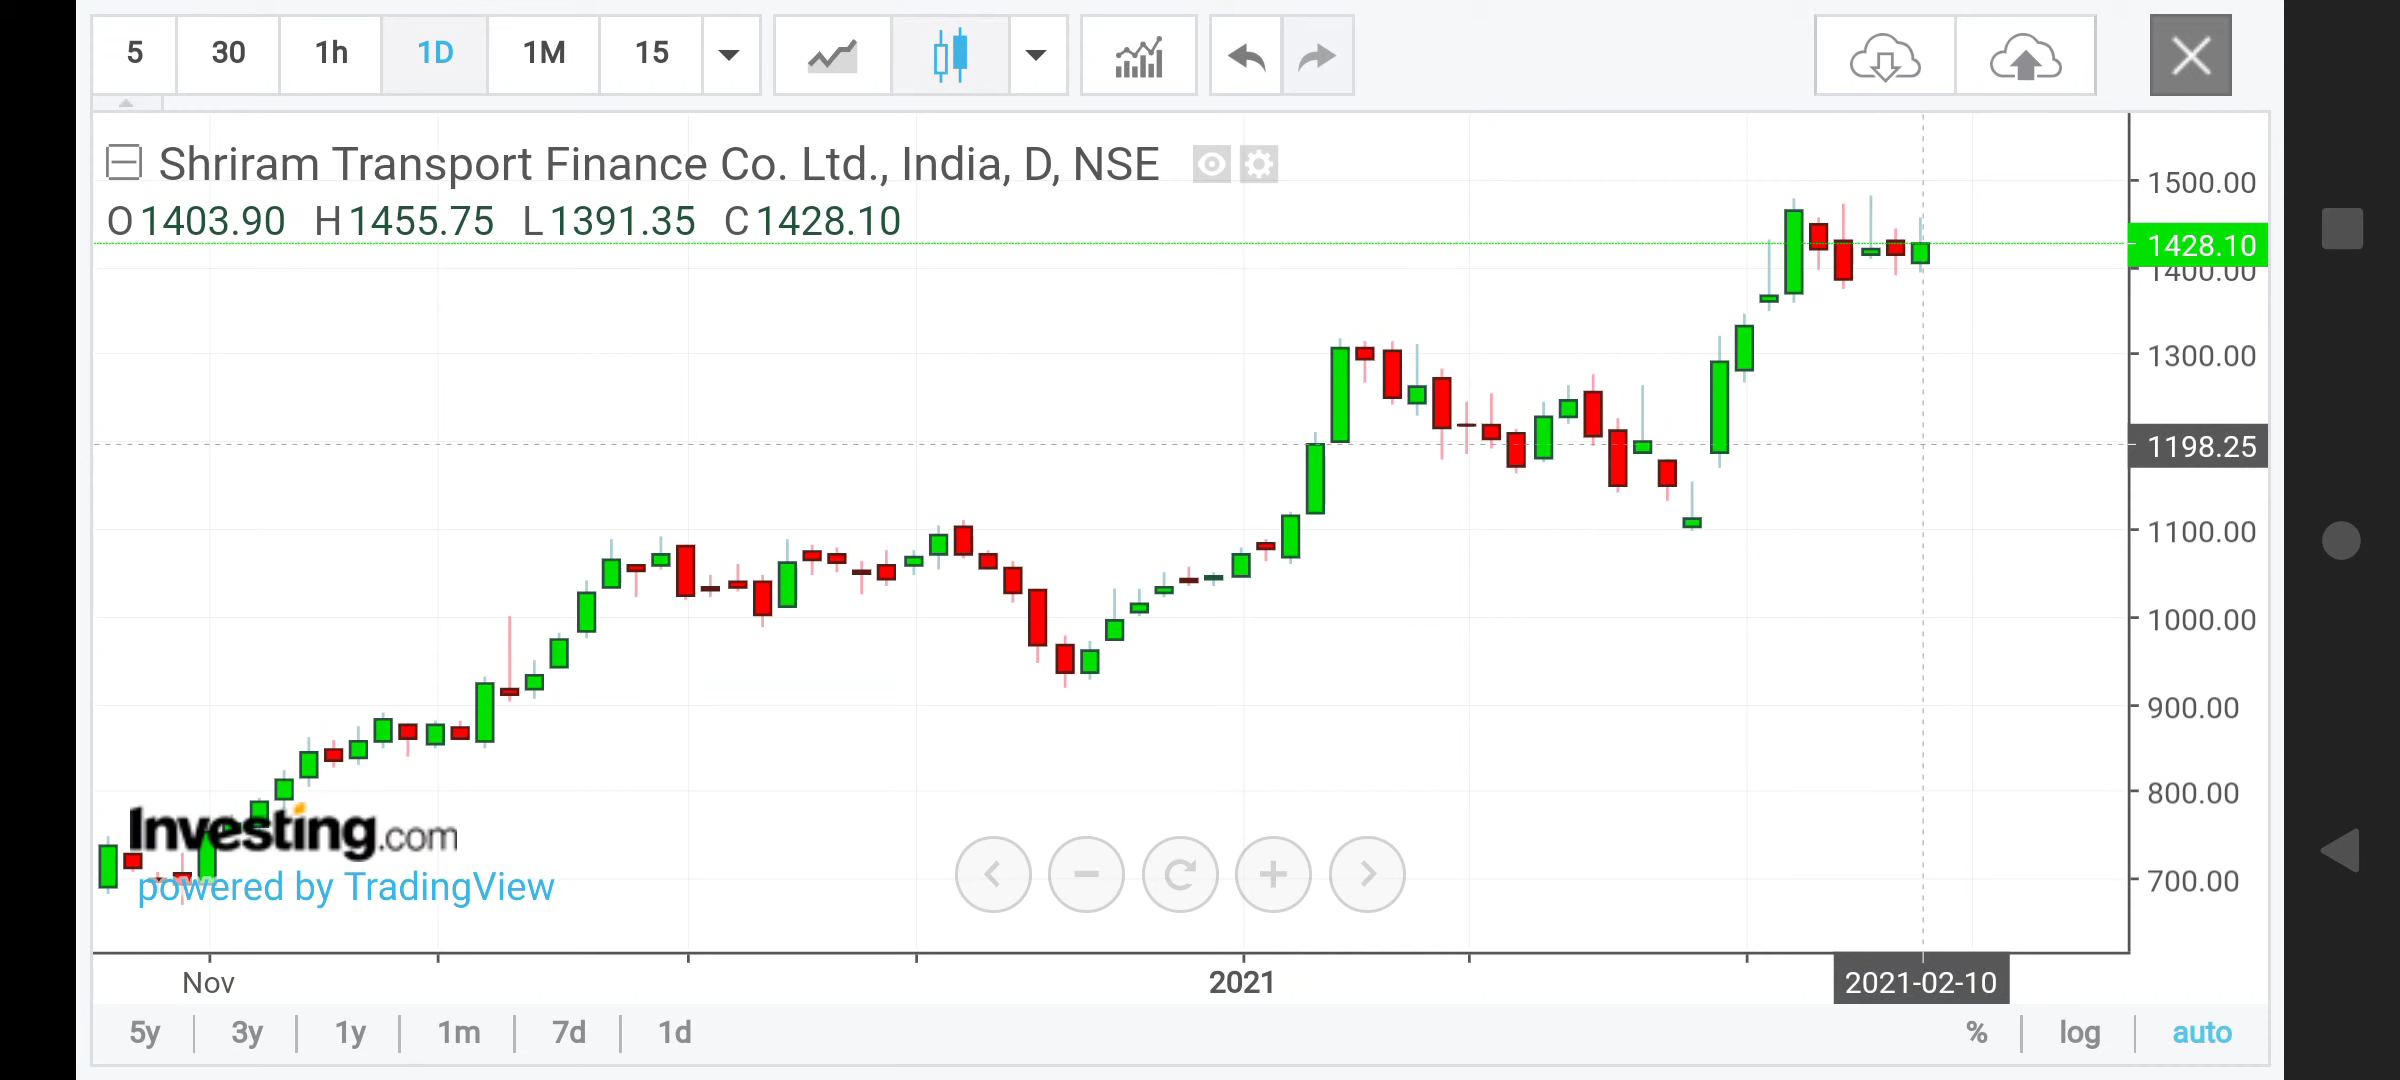 5 30 1h 1D 1M 15
Shriram Transport Finance Co. Ltd., India, D, NSE
O 1403.90 H 1455.75 L 1391.35 C 1428.10
1500.00
1428.10
1400.00
1300.00
1198.25
1100.00
1000.00
900.00
800.00
700.00
Investing.com
powered by TradingView
Nov 2021 2021-02-10
5y 3y 1y 1m 7d 1d % log auto